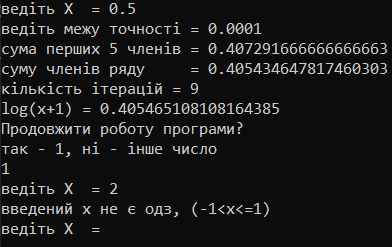 ведіть X  = 0.5
ведіть межу точності = 0.0001
сума перших 5 членів = 0.407291666666666663
суму членів ряду     = 0.405434647817460303
кількість ітерацій = 9
log(x+1) = 0.405465108108164385
Продовжити роботу програми?
так - 1, ні - інше число
1
ведіть X  = 2
введений x не є одз, (-1<x<=1)
ведіть X  =